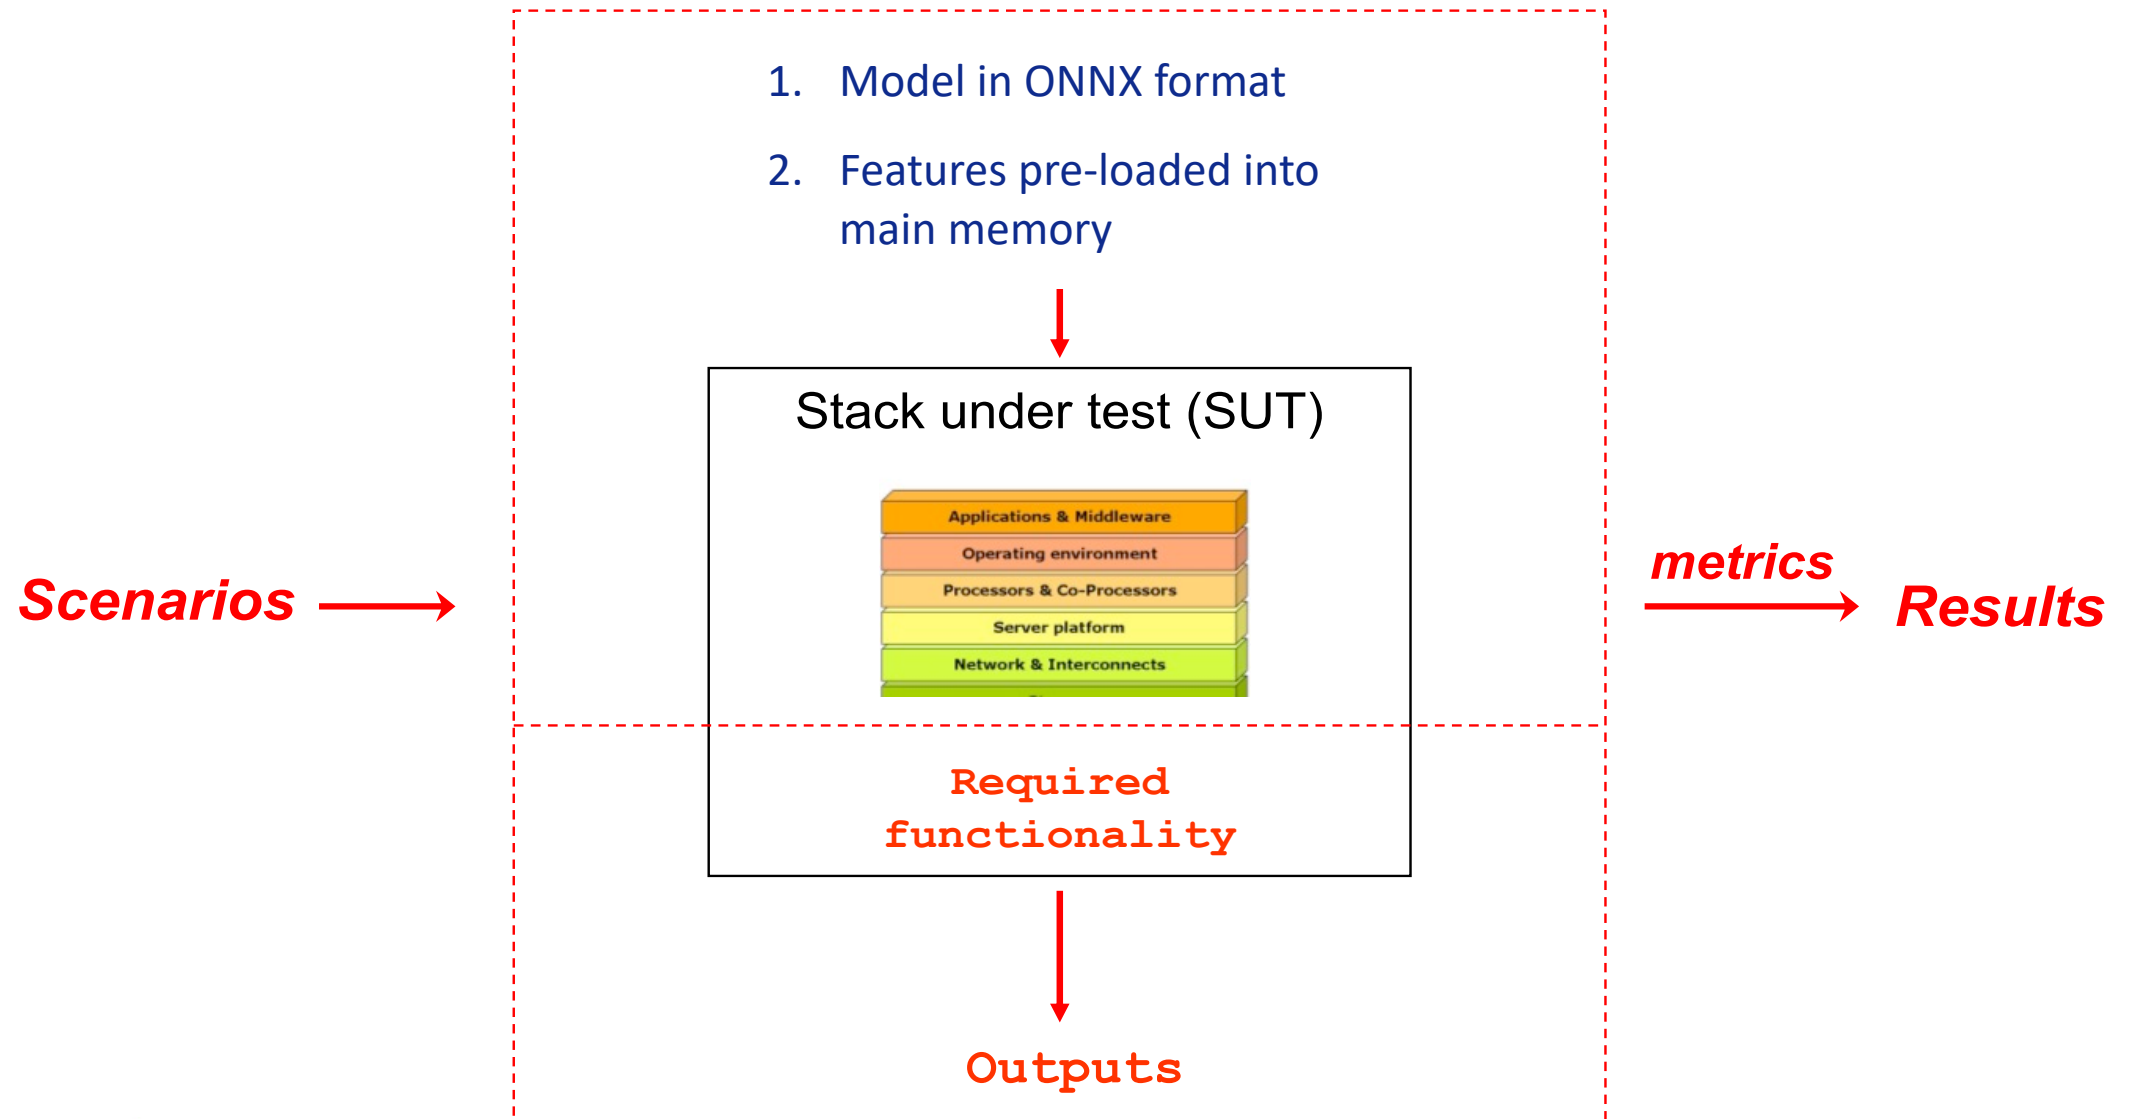 1. Model in ONNX format
2. Features pre-loaded into
main memory
Stack under test (SUT)
Applications & Middleware
Operating environment
Processors & Co-Processors
Server platform
Network & Interconnects
Scenarios
metrics
Results
Required
functionality
Outputs